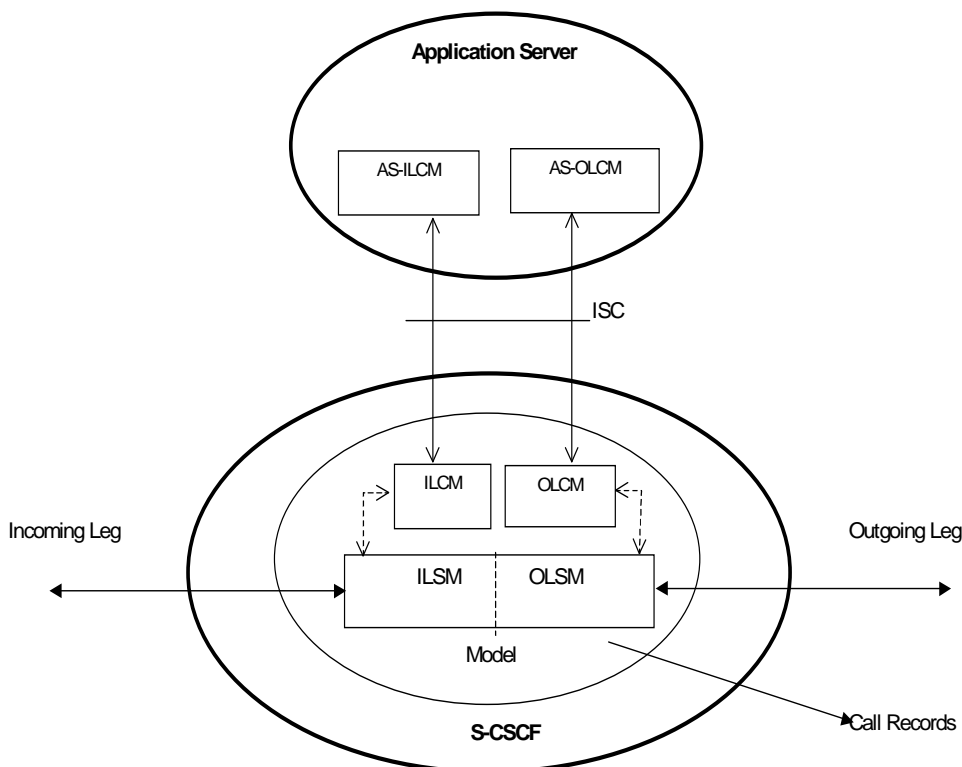 Application Server
AS-ILCM
AS-OLCM
ISC
ILCM
OLCM
Incoming Leg
Outgoing Leg
ILSM
OLSM
Model
S-CSCF
Call Records